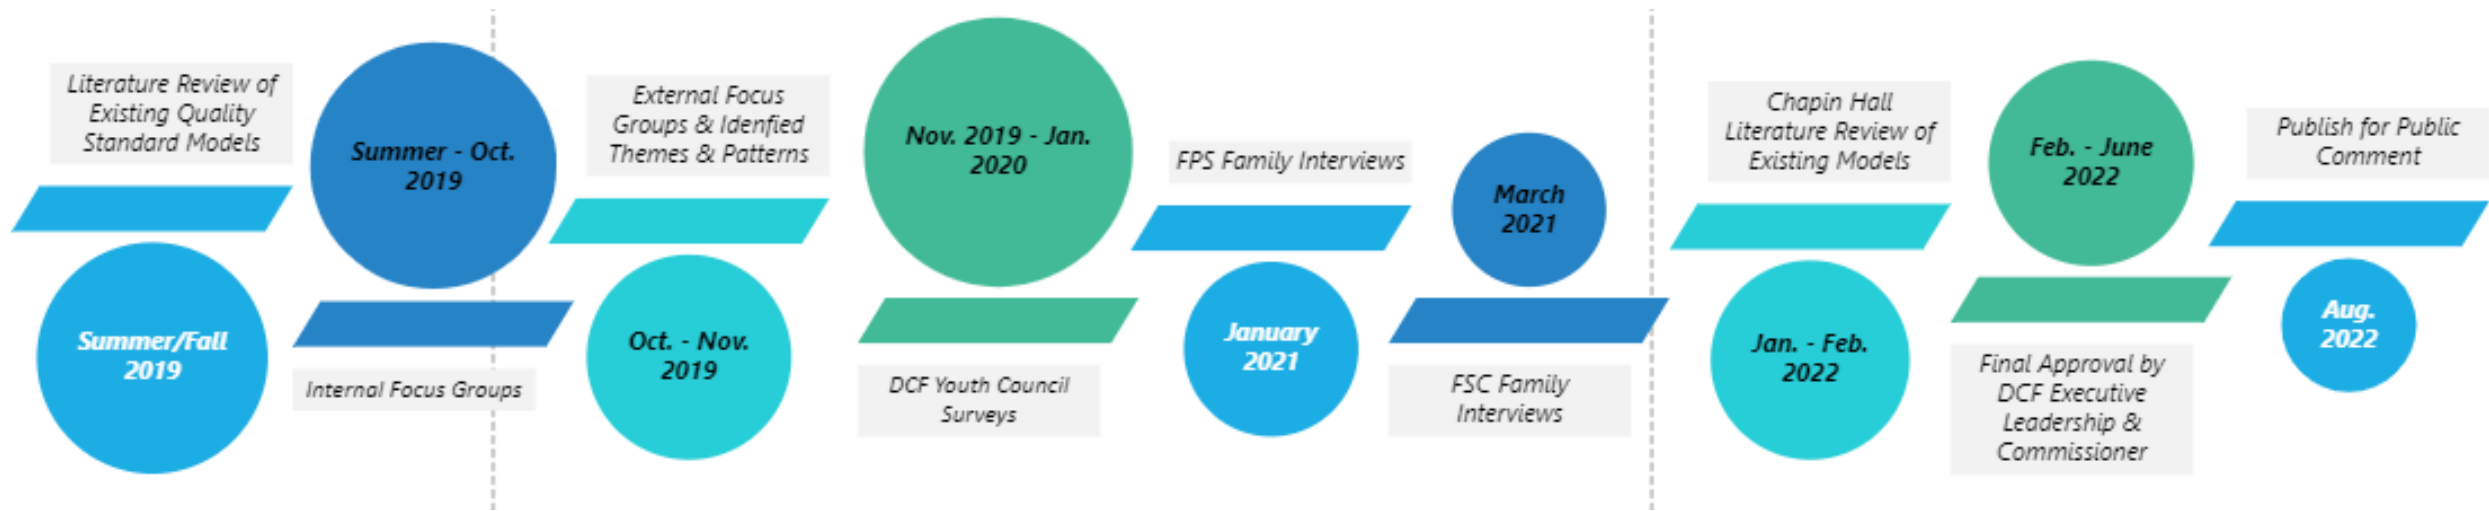 Literature Review of
Existing Quality
Standard Models
Summer/Fall
2019
Summer - Oct.
2019
Internal Focus Groups
External Focus
Groups & Idenfied
Themes & Patterns
Oct. - Nov.
2019
Nov. 2019 - Jan.
2020
DCF Youth Council
Surveys
FPS Family Interviews
January
2021
March
2021
FSC Family
Interviews
Chapin Hall
Literature Review of
Existing Models
Jan. - Feb.
2022
Feb. - June
2022
Final Approval by
DCF Executive
Leadership &
Commissioner
Publish for Public
Comment
Aug.
2022